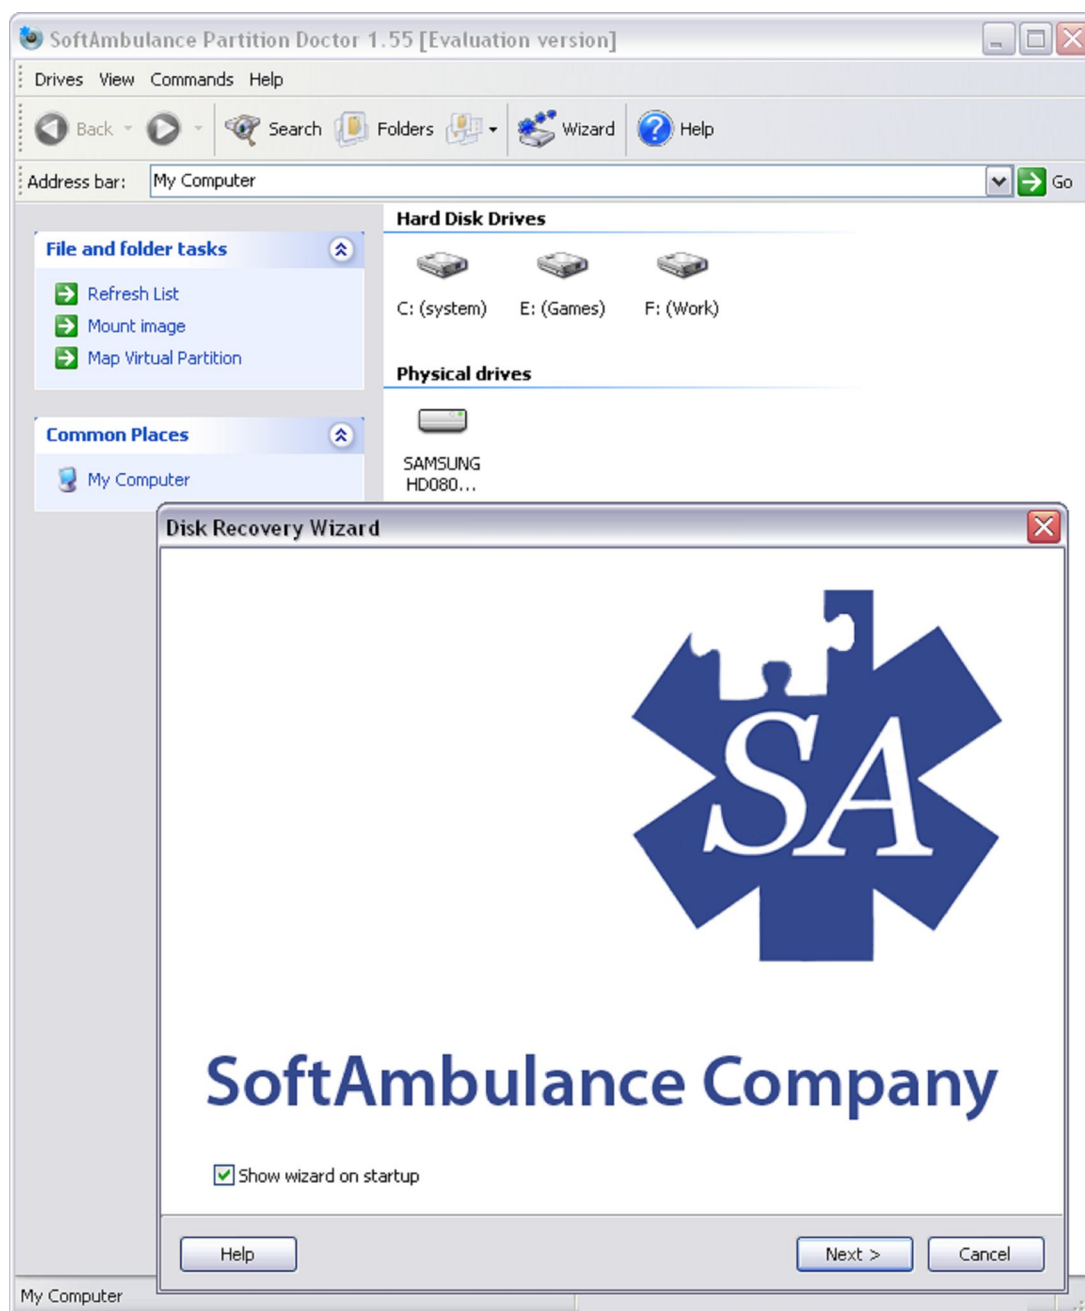 SoftAmbulance Partition Doctor 1.55 [Evaluation version]
Drives View Commands Help
Back Search Folders Wizard Help
Address bar: My Computer Go
File and folder tasks
Refresh List
Mount image
Map Virtual Partition
Common Places
My Computer
Hard Disk Drives
C: (system) E: (Games) F: (Work)
Physical drives
SAMSUNG
HD080...
Disk Recovery Wizard
SA
SoftAmbulance Company
Show wizard on startup
Help Next > Cancel
My Computer